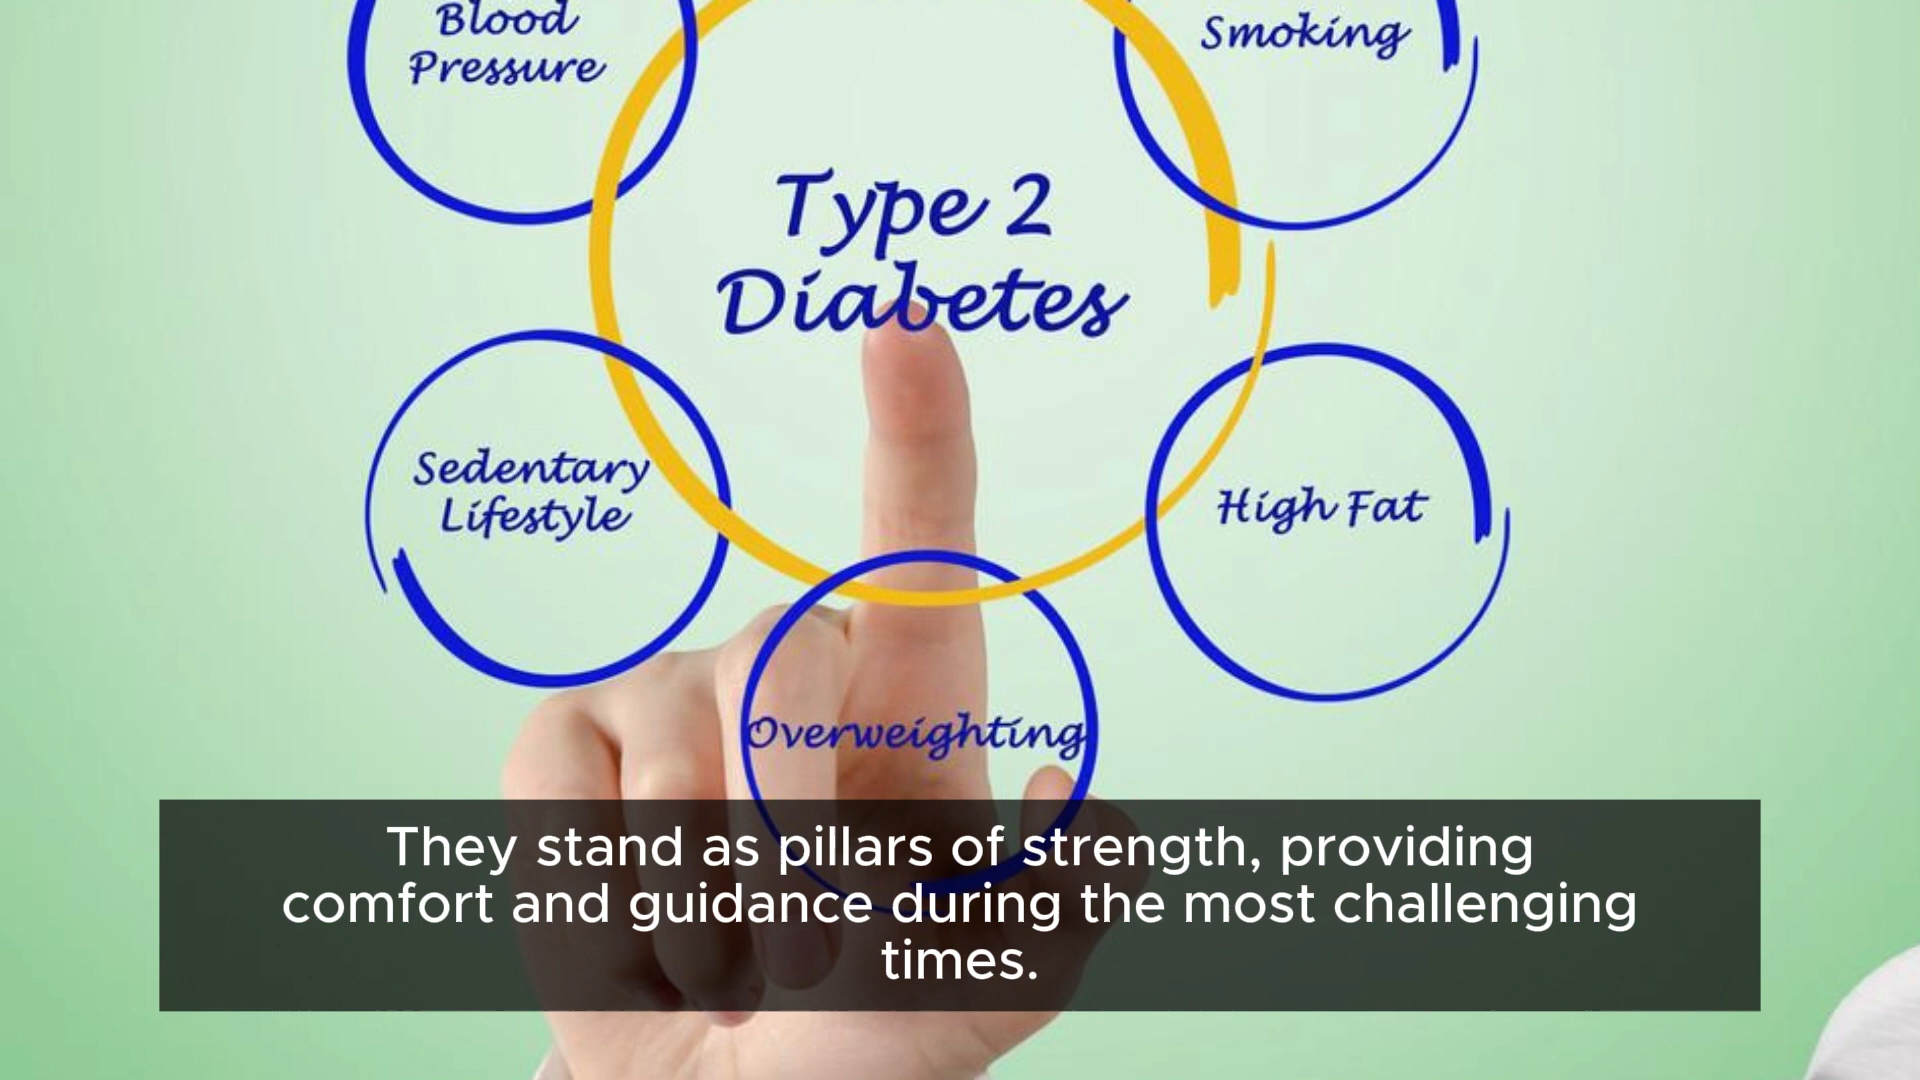 Blood
Pressure
Smoking
Type 2
Diabetes
Sedentary
Lifestyle
High Fat
Overweighting
They stand as pillars of strength, providing
comfort and guidance during the most challenging
times.